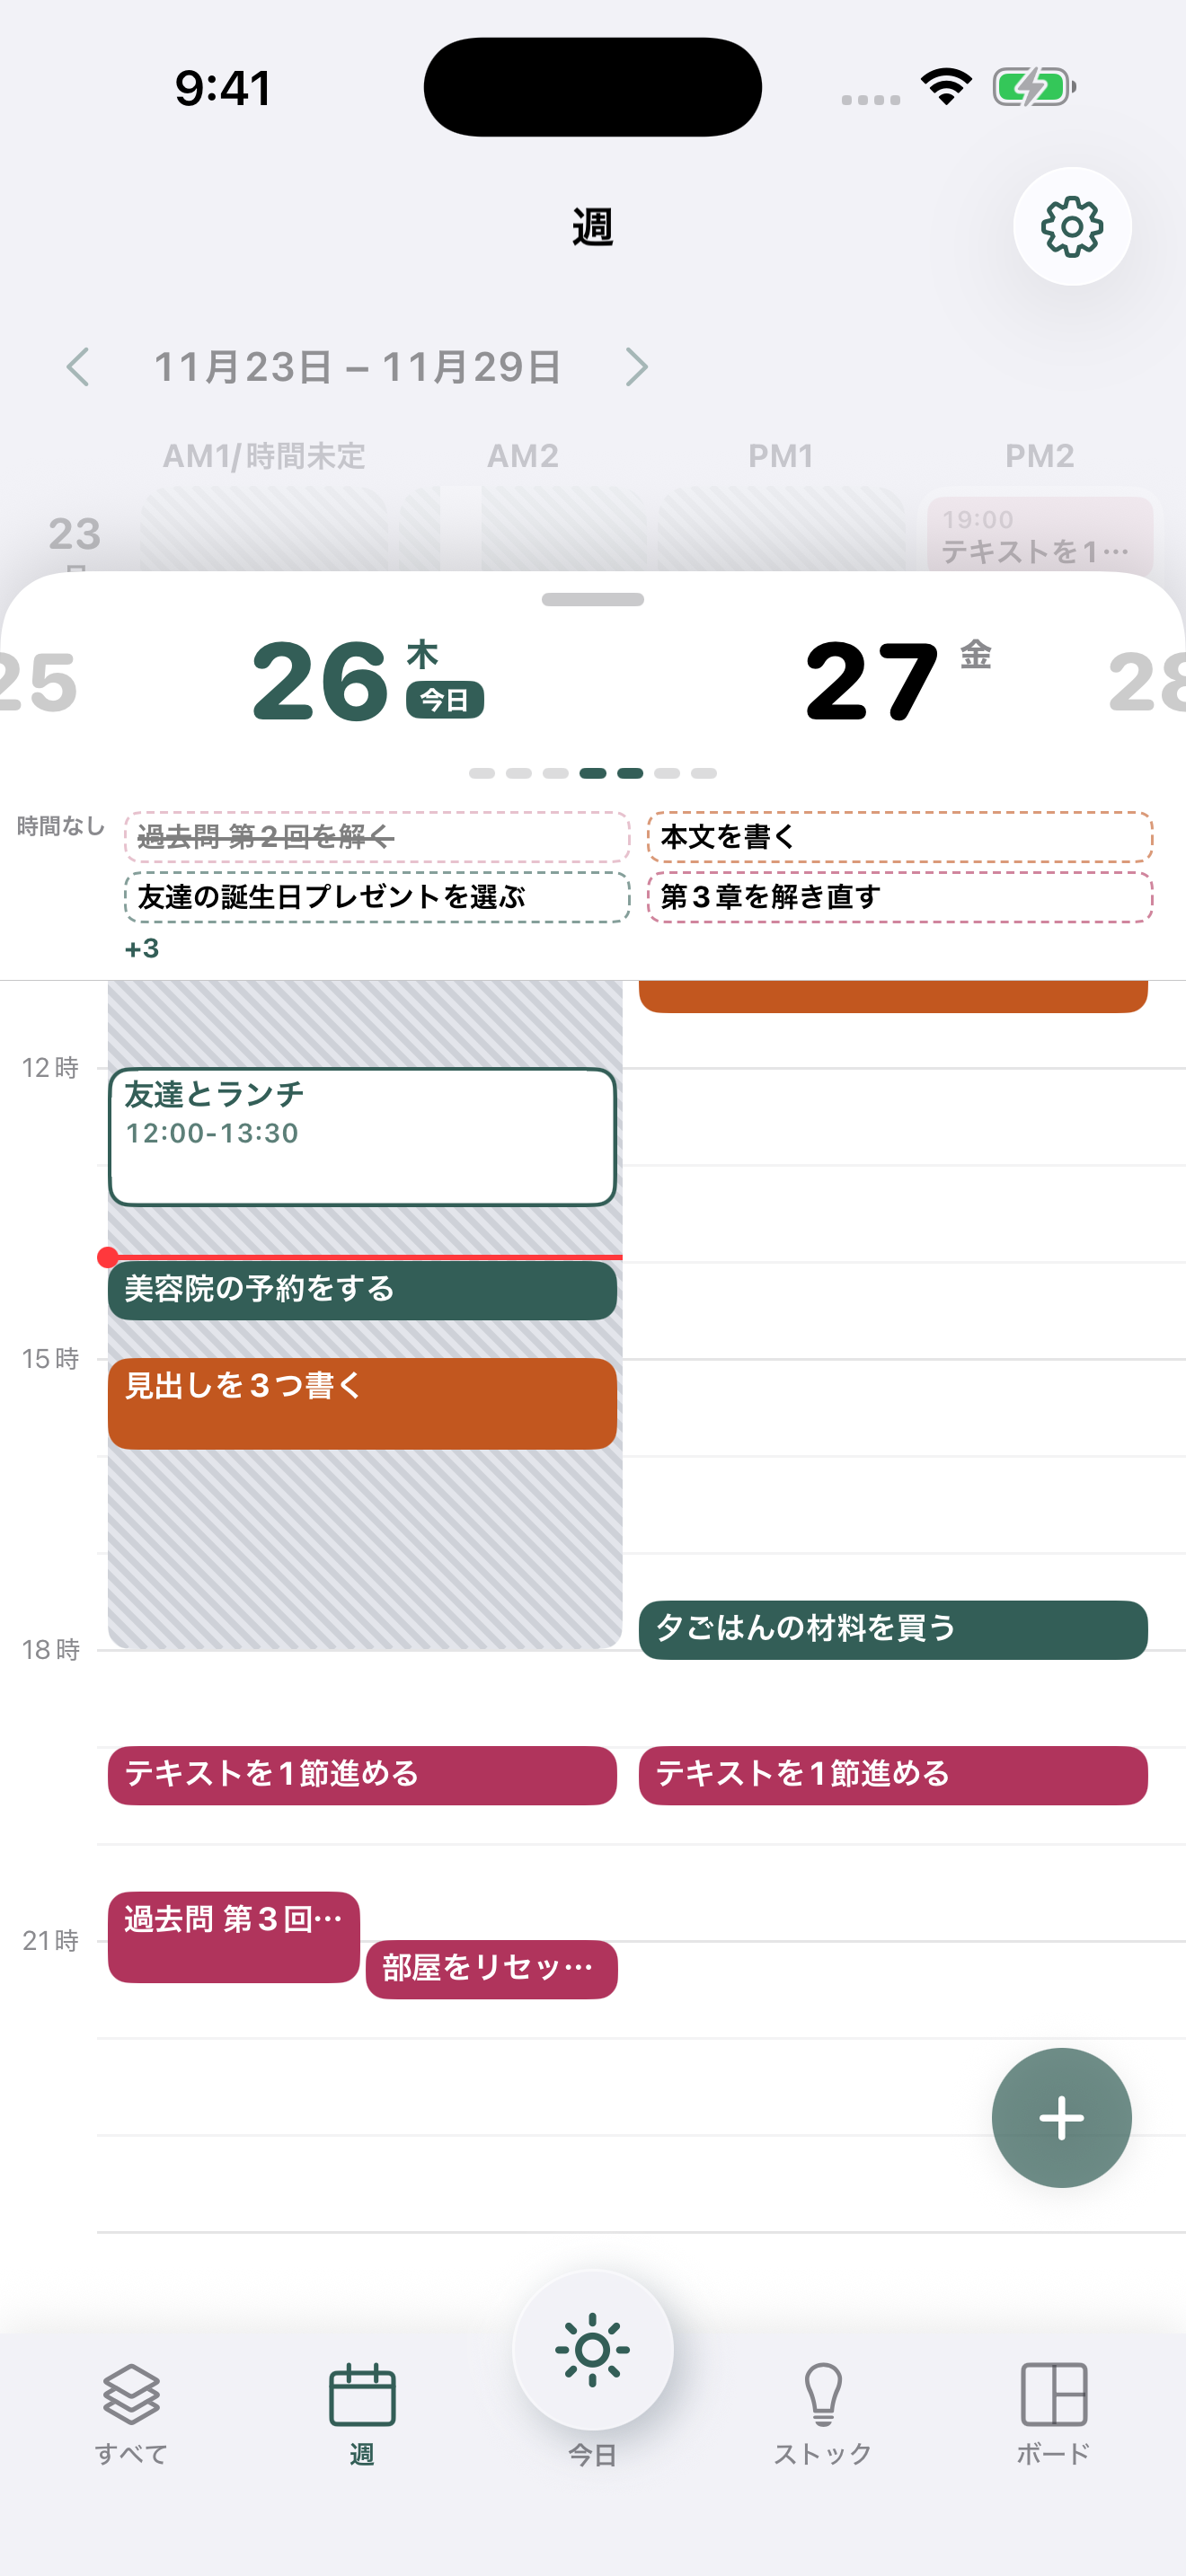 9:41
週
11月23日 – 11月29日
AM1/時間未定 AM2 PM1 PM2
23
19:00
テキストを1…
25 26 木 今日 27 金 28
時間なし
過去問 第2回を解く
本文を書く
友達の誕生日プレゼントを選ぶ
第3章を解き直す
+3
12時
友達とランチ
12:00-13:30
美容院の予約をする
15時
見出しを3つ書く
夕ごはんの材料を買う
18時
テキストを1節進める
テキストを1節進める
過去問 第3回…
21時
部屋をリセッ…
すべて 週 今日 ストック ボード